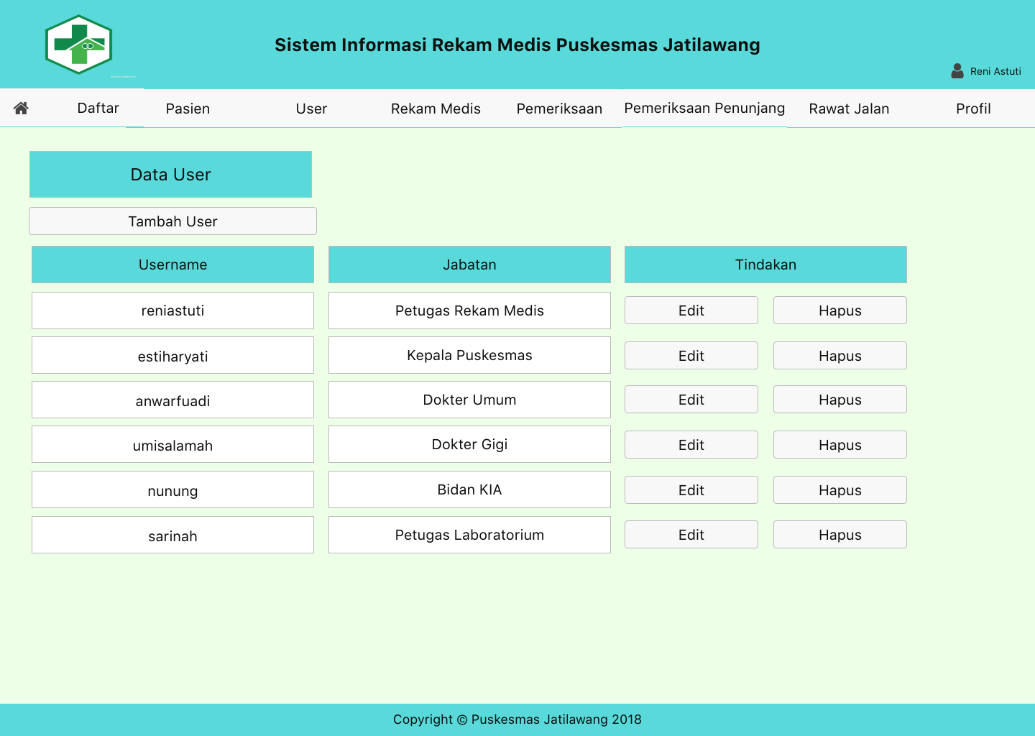 Sistem Informasi Rekam Medis Puskesmas Jatilawang
Reni Astuti
Daftar Pasien User Rekam Medis Pemeriksaan Pemeriksaan Penunjang Rawat Jalan Profil
Data User
Tambah User
Username Jabatan Tindakan
reniastuti Petugas Rekam Medis Edit Hapus
estiharyati Kepala Puskesmas Edit Hapus
anwarfuadi Dokter Umum Edit Hapus
umisalamah Dokter Gigi Edit Hapus
nunung Bidan KIA Edit Hapus
sarinah Petugas Laboratorium Edit Hapus
Copyright © Puskesmas Jatilawang 2018